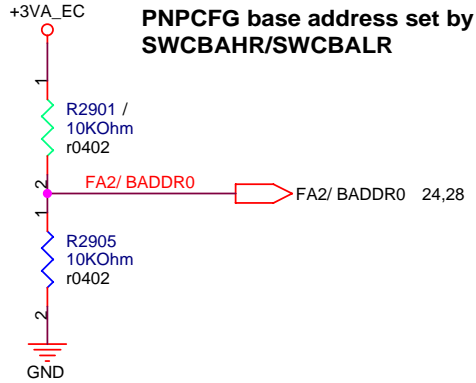 +3VA_EC
PNPCFG base address set by
SWCBAHR/SWCBALR
1
R2901 /
10KOhm
r0402
2
FA2/ BADDR0
FA2/ BADDR0 24,28
1
R2905
10KOhm
r0402
2
GND